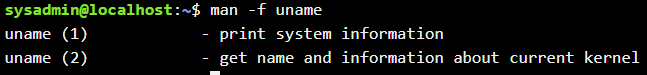 sysadmin@localhost:~$ man -f uname
uname (1)            - print system information
uname (2)            - get name and information about current kernel